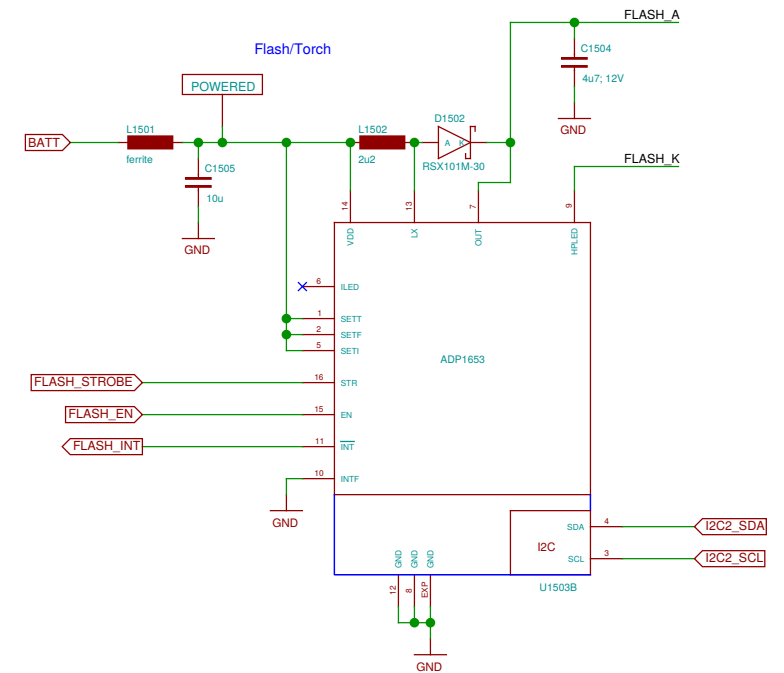 FLASH_A
Flash/Torch
C1504
4u7; 12V
GND
POWERED
D1502
L1501
L1502
BATT
A K
ferrite
2u2
RSX101M-30
FLASH_K
C1505
10u
GND
14
13
7
9
VDD
LX
OUT
HPLED
6 ILED
1 SETT
2 SETF
5 SETI
ADP1653
FLASH_STROBE 16 STR
FLASH_EN 15 EN
FLASH_INT 11 INT
10 INTF
GND
I2C
SDA 4 I2C2_SDA
SCL 3 I2C2_SCL
GND
GND
GND
12
8
EXP
U1503B
GND